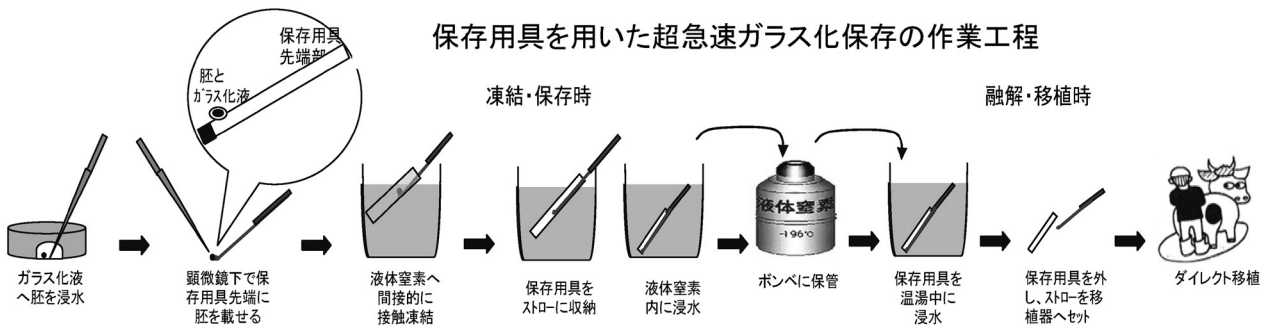 保存用具を用いた超急速ガラス化保存の作業工程
保存用具
先端部
胚と
ガラス化液
凍結・保存時
融解・移植時
ガラス化液
へ胚を浸水
顕微鏡下で保
存用具先端に
胚を載せる
液体窒素へ
間接的に
接触凍結
保存用具を
ストローに収納
液体窒素
内に浸水
液体窒素
-196℃
ボンベに保管
保存用具を
温湯中に
浸水
保存用具を外
し、ストローを移
植器へセット
ダイレクト移植